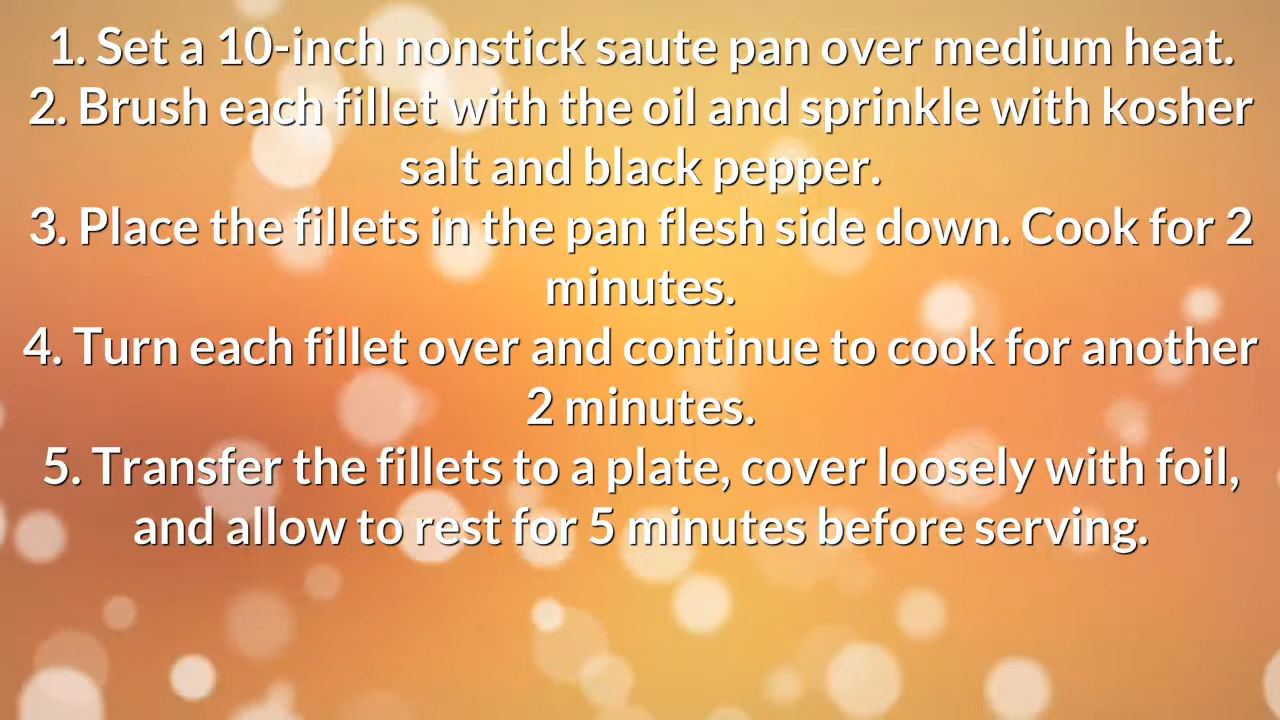 1. Set a 10-inch nonstick saute pan over medium heat.
2. Brush each fillet with the oil and sprinkle with kosher
salt and black pepper.
3. Place the fillets in the pan flesh side down. Cook for 2
minutes.
4. Turn each fillet over and continue to cook for another
2 minutes.
5. Transfer the fillets to a plate, cover loosely with foil,
and allow to rest for 5 minutes before serving.